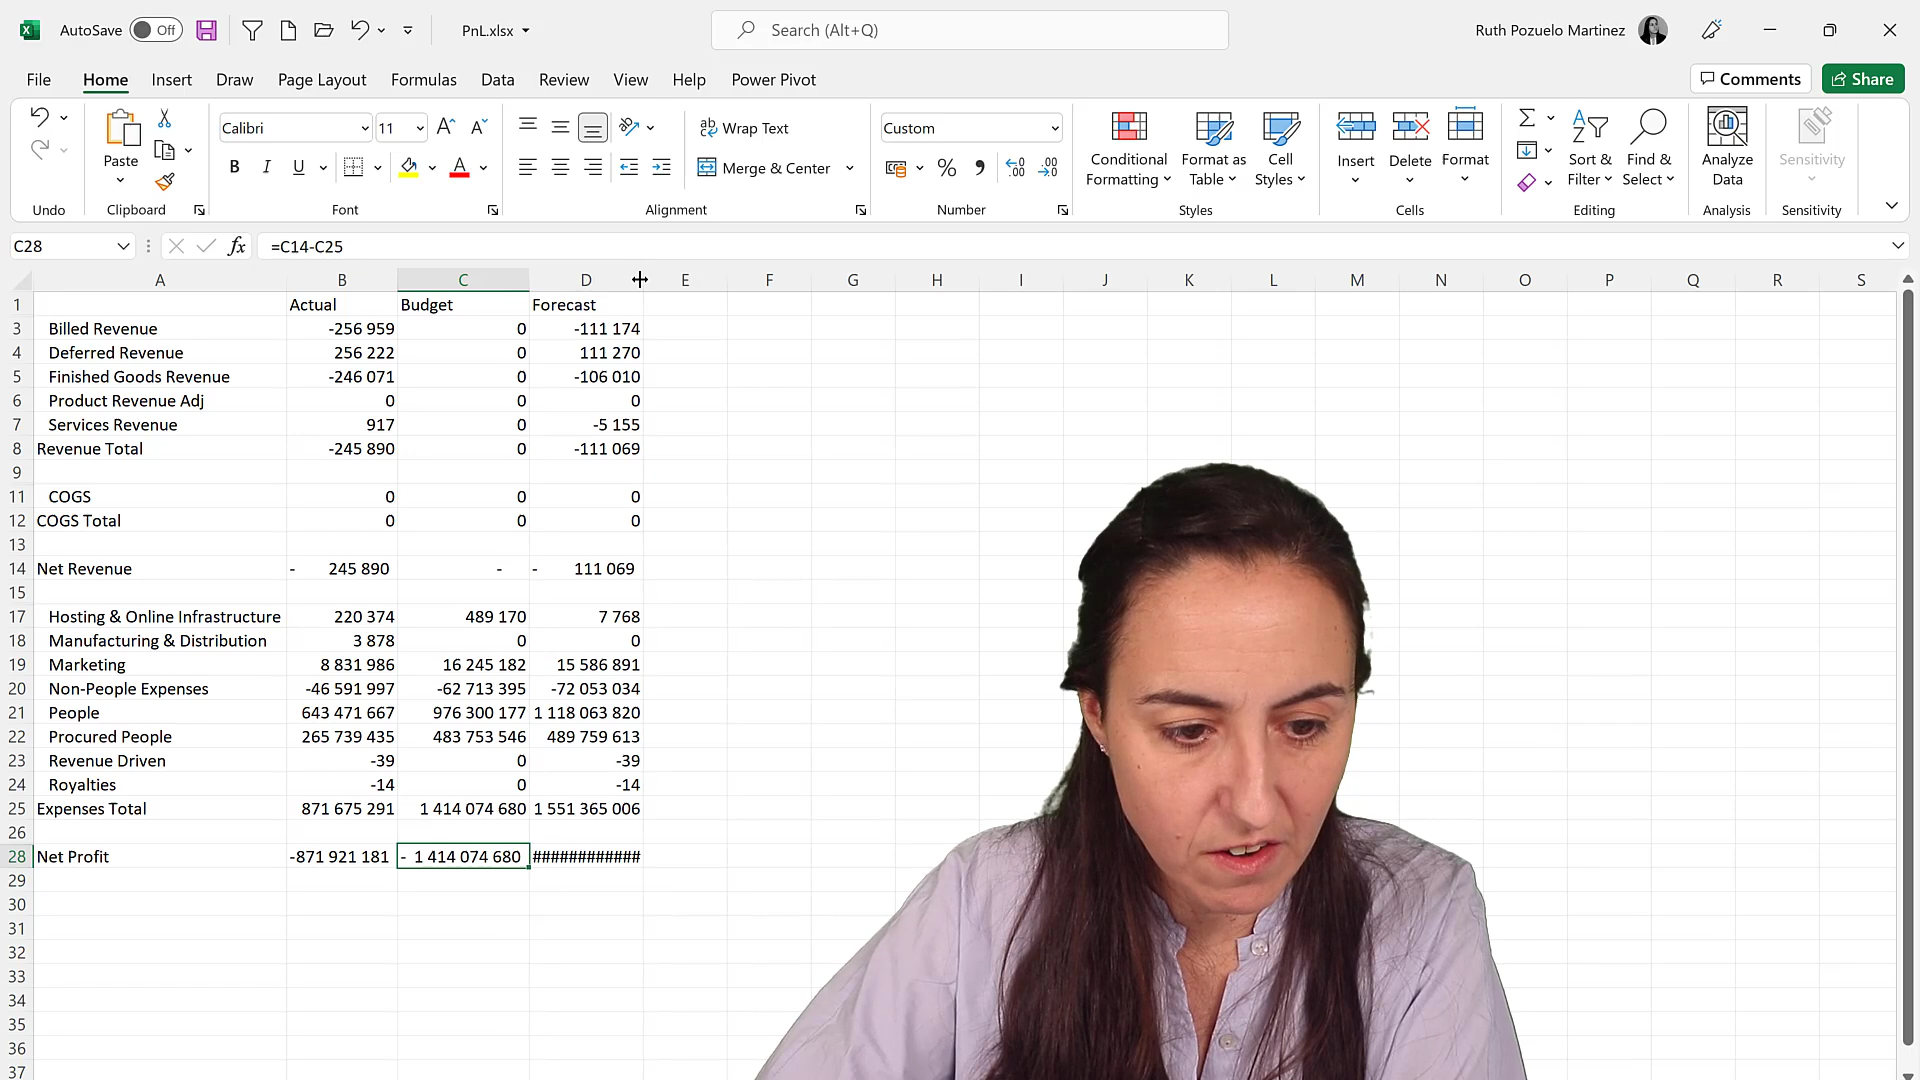 AutoSave Off PnL.xlsx Search (Alt+Q) Ruth Pozuelo Martinez
File Home Insert Draw Page Layout Formulas Data Review View Help Power Pivot Comments Share
Calibri 11 Wrap Text Custom
Paste B I U A Merge & Center % Conditional Formatting Format as Table Cell Styles Insert Delete Format Sort & Filter Find & Select Analyze Data Sensitivity
Undo Clipboard Font Alignment Number Styles Cells Editing Analysis Sensitivity
C28 fx =C14-C25
A B C D E F G H I J K L M N O P Q R S
1 Actual Budget Forecast
3 Billed Revenue -256 959 0 -111 174
4 Deferred Revenue 256 222 0 111 270
5 Finished Goods Revenue -246 071 0 -106 010
6 Product Revenue Adj 0 0 0
7 Services Revenue 917 0 -5 155
8 Revenue Total -245 890 0 -111 069
9
11 COGS 0 0 0
12 COGS Total 0 0 0
13
14 Net Revenue - 245 890 - - 111 069
15
17 Hosting & Online Infrastructure 220 374 489 170 7 768
18 Manufacturing & Distribution 3 878 0 0
19 Marketing 8 831 986 16 245 182 15 586 891
20 Non-People Expenses -46 591 997 -62 713 395 -72 053 034
21 People 643 471 667 976 300 177 1 118 063 820
22 Procured People 265 739 435 483 753 546 489 759 613
23 Revenue Driven -39 0 -39
24 Royalties -14 0 -14
25 Expenses Total 871 675 291 1 414 074 680 1 551 365 006
26
28 Net Profit -871 921 181 - 1 414 074 680 ############
29
30
31
32
33
34
35
36
37